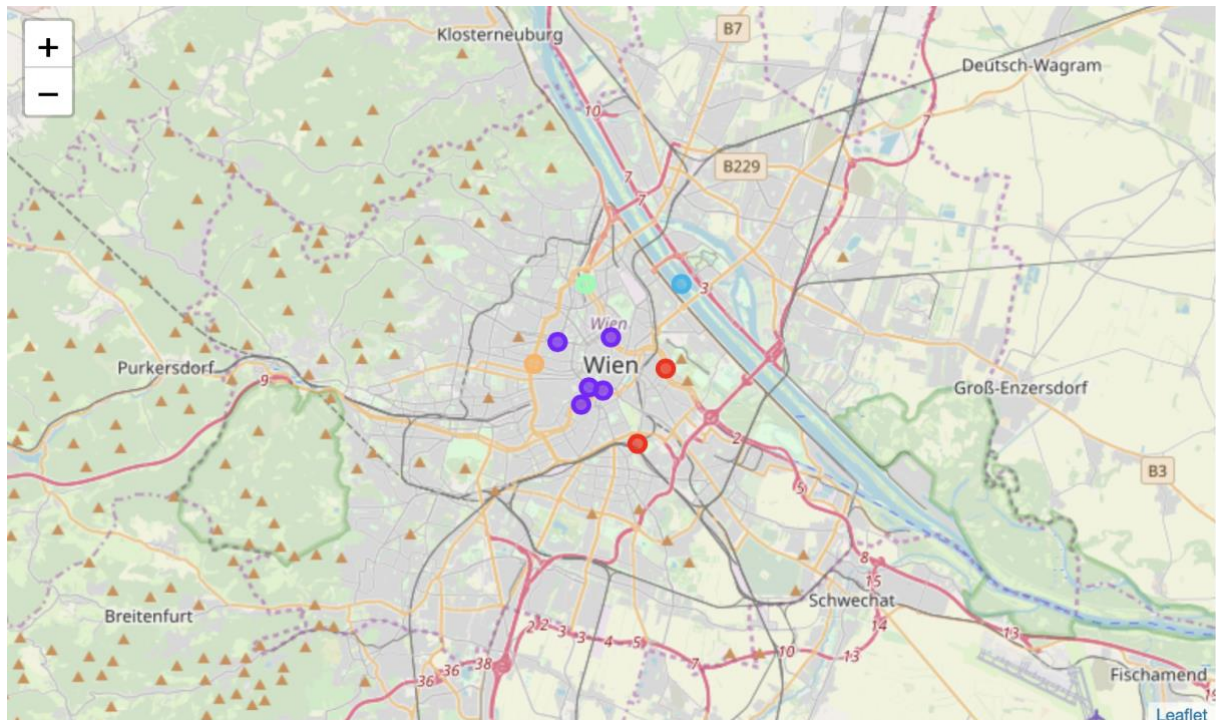 +
−
Klosterneuburg
B7
Deutsch-Wagram
10
B229
7
7
7
3
Wien
Wien
Purkersdorf
9
4
Groß-Enzersdorf
2
B3
5
8
15
Schwechat
Breitenfurt
14
2
2
3
3
4
5
10
13
13
7
36
36
38
Fischamend
19
Leaflet